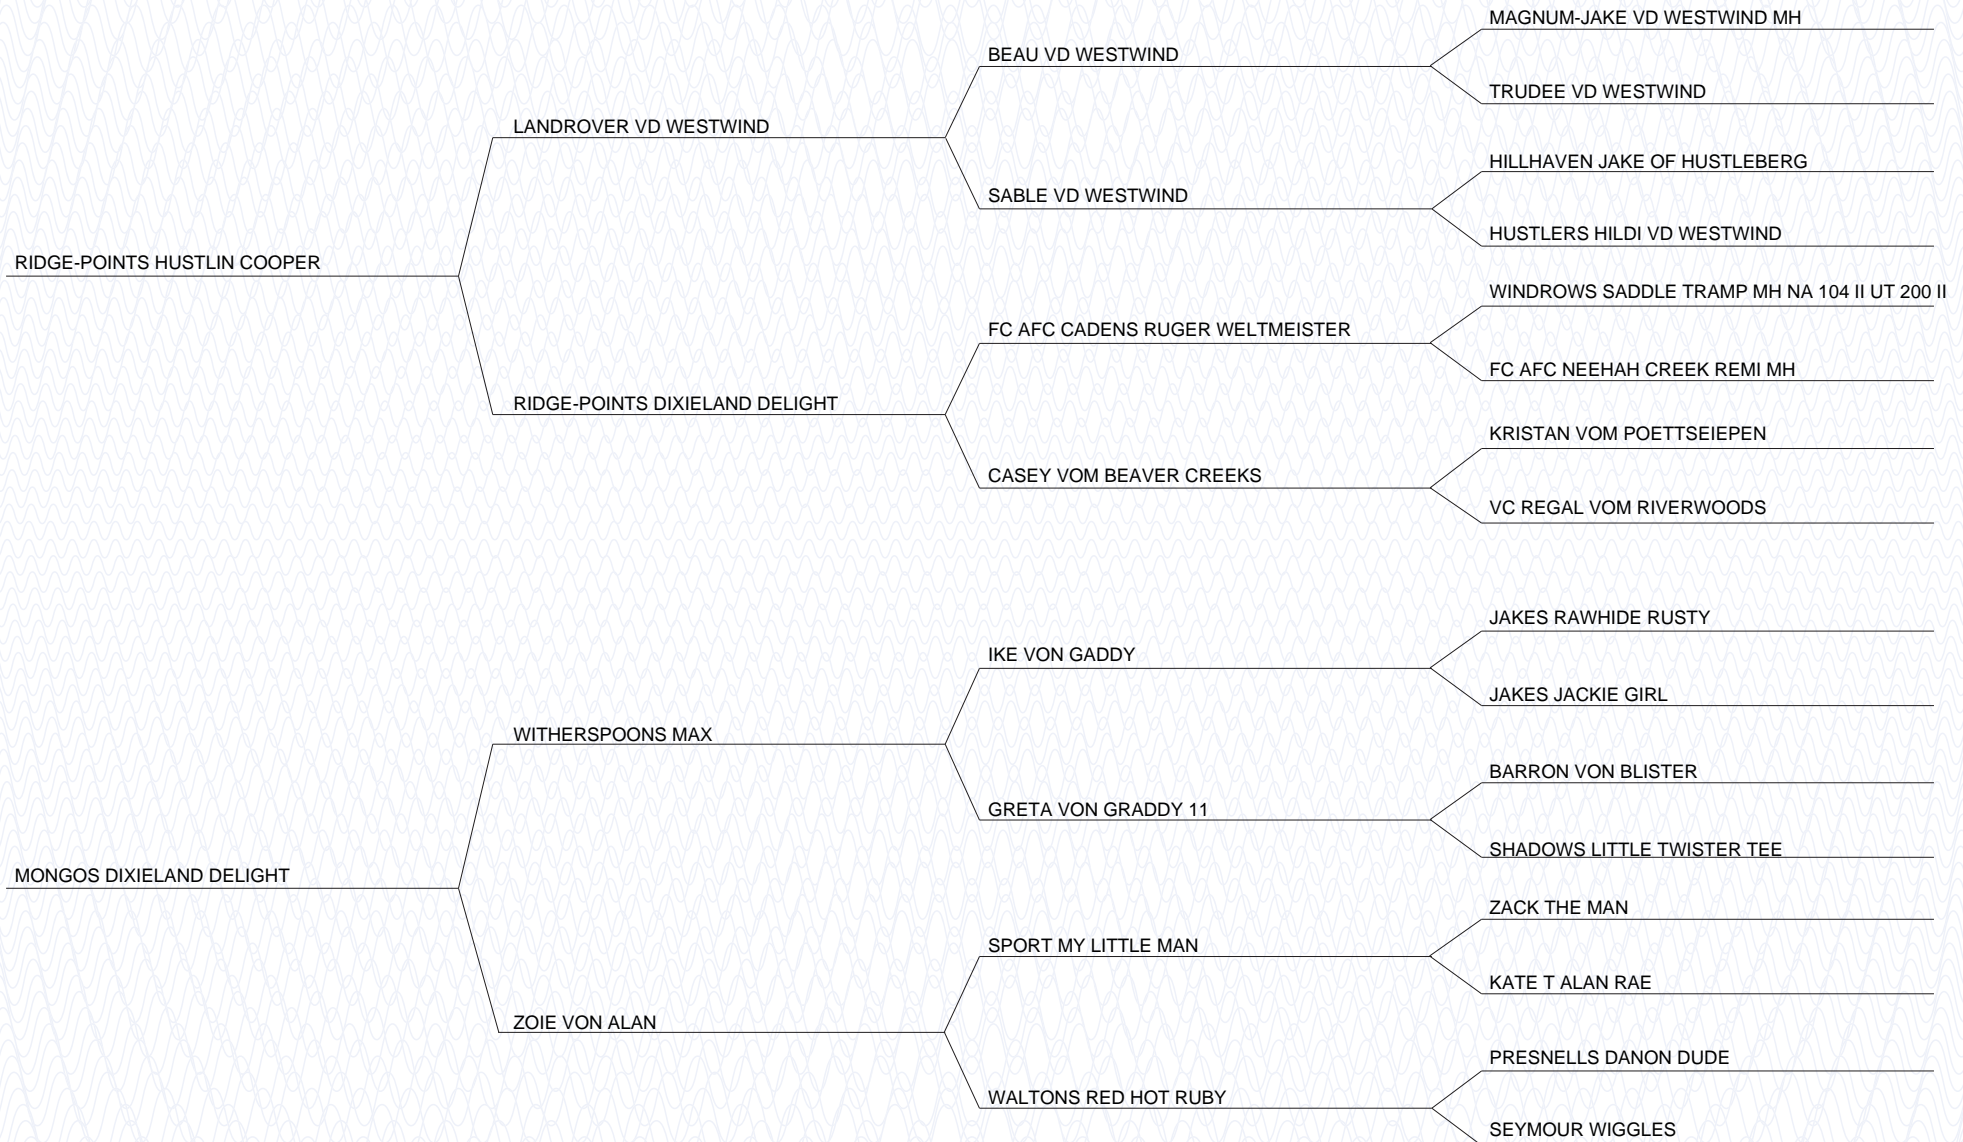 MAGNUM-JAKE VD WESTWIND MH
BEAU VD WESTWIND
TRUDEE VD WESTWIND
LANDROVER VD WESTWIND
HILLHAVEN JAKE OF HUSTLEBERG
SABLE VD WESTWIND
HUSTLERS HILDI VD WESTWIND
RIDGE-POINTS HUSTLIN COOPER
WINDROWS SADDLE TRAMP MH NA 104 II UT 200 II
FC AFC CADENS RUGER WELTMEISTER
FC AFC NEEHAH CREEK REMI MH
RIDGE-POINTS DIXIELAND DELIGHT
KRISTAN VOM POETTSEIEPEN
CASEY VOM BEAVER CREEKS
VC REGAL VOM RIVERWOODS
JAKES RAWHIDE RUSTY
IKE VON GADDY
JAKES JACKIE GIRL
WITHERSPOONS MAX
BARRON VON BLISTER
GRETA VON GRADDY 11
SHADOWS LITTLE TWISTER TEE
MONGOS DIXIELAND DELIGHT
ZACK THE MAN
SPORT MY LITTLE MAN
KATE T ALAN RAE
ZOIE VON ALAN
PRESNELLS DANON DUDE
WALTONS RED HOT RUBY
SEYMOUR WIGGLES